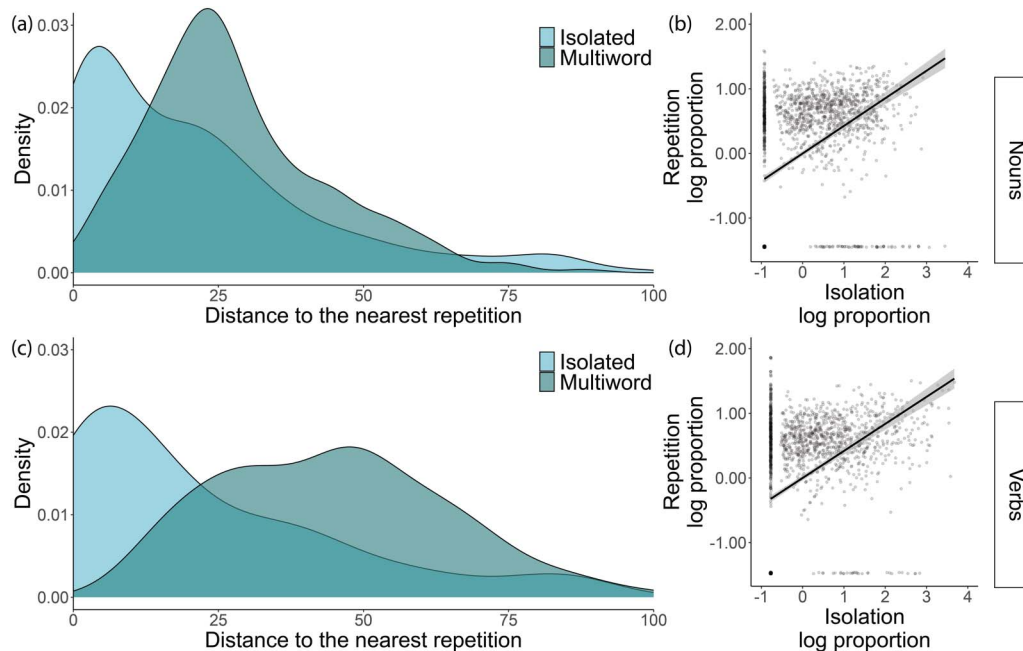 (a)
0.03
0.02
0.01
0.00
Density
Isolated
Multiword
0 25 50 75 100
Distance to the nearest repetition
(b)
2.00
1.00
0.00
-1.00
Repetition
log proportion
-1 0 1 2 3 4
Isolation
log proportion
Nouns
(c)
0.03
0.02
0.01
0.00
Density
Isolated
Multiword
0 25 50 75 100
Distance to the nearest repetition
(d)
2.00
1.00
0.00
-1.00
Repetition
log proportion
-1 0 1 2 3 4
Isolation
log proportion
Verbs